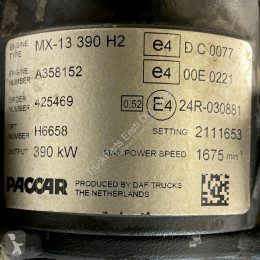 ENGINE TYPE MX-13 390 H2 e4 D C 0077
ENGINE NUMBER A358152 e4 00E 0221
ORDER NUMBER 425469 0.52 E4 24R-030881
TRT NUMBER H6658 SETTING 2111653
OUTPUT 390 kW MAX. POWER SPEED 1675 min⁻¹
PACCAR PRODUCED BY DAF TRUCKS
THE NETHERLANDS